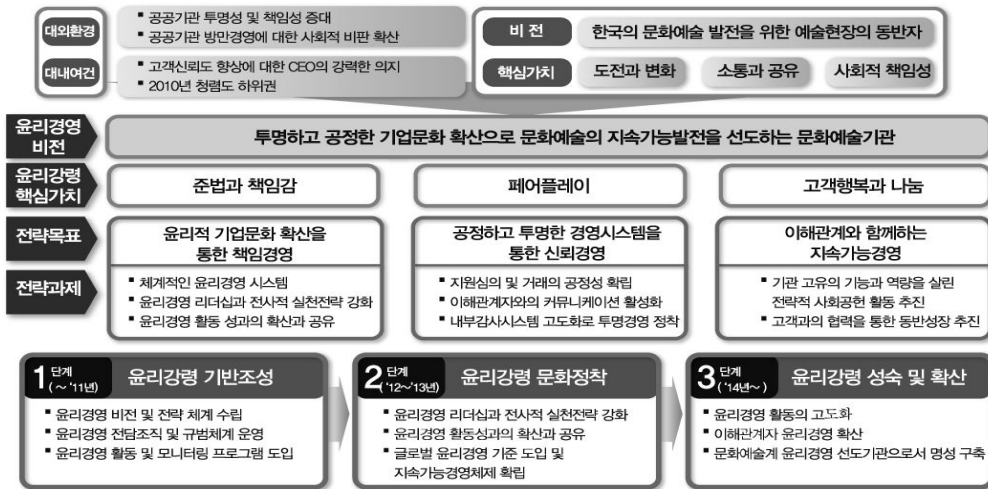 대외환경
▪ 공공기관 투명성 및 책임성 증대
▪ 공공기관 방만경영에 대한 사회적 비판 확산
대내여건
▪ 고객신뢰도 향상에 대한 CEO의 강력한 의지
▪ 2010년 청렴도 하위권
비 전
한국의 문화예술 발전을 위한 예술현장의 동반자
핵심가치
도전과 변화
소통과 공유
사회적 책임성
윤리경영
비전
투명하고 공정한 기업문화 확산으로 문화예술의 지속가능발전을 선도하는 문화예술기관
윤리강령
핵심가치
준법과 책임감
페어플레이
고객행복과 나눔
전략목표
윤리적 기업문화 확산을
통한 책임경영
공정하고 투명한 경영시스템을
통한 신뢰경영
이해관계와 함께하는
지속가능경영
전략과제
▪ 체계적인 윤리경영 시스템
▪ 윤리경영 리더십과 전사적 실천전략 강화
▪ 윤리경영 활동 성과의 확산과 공유
▪ 지원심의 및 거래의 공정성 확립
▪ 이해관계자와의 커뮤니케이션 활성화
▪ 내부감사시스템 고도화로 투명경영 정착
▪ 기관 고유의 기능과 역량을 살린
전략적 사회공헌 활동 추진
▪ 고객과의 협력을 통한 동반성장 추진
1단계
(~'11년)
윤리강령 기반조성
▪ 윤리경영 비전 및 전략 체계 수립
▪ 윤리경영 전담조직 및 규범체계 운영
▪ 윤리경영 활동 및 모니터링 프로그램 도입
2단계
('12~'13년)
윤리강령 문화정착
▪ 윤리경영 리더십과 전사적 실천전략 강화
▪ 윤리경영 활동성과의 확산과 공유
▪ 글로벌 윤리경영 기준 도입 및
지속가능경영체제 확립
3단계
('14년~)
윤리강령 성숙 및 확산
▪ 윤리경영 활동의 고도화
▪ 이해관계자 윤리경영 확산
▪ 문화예술계 윤리경영 선도기관으로서 명성 구축